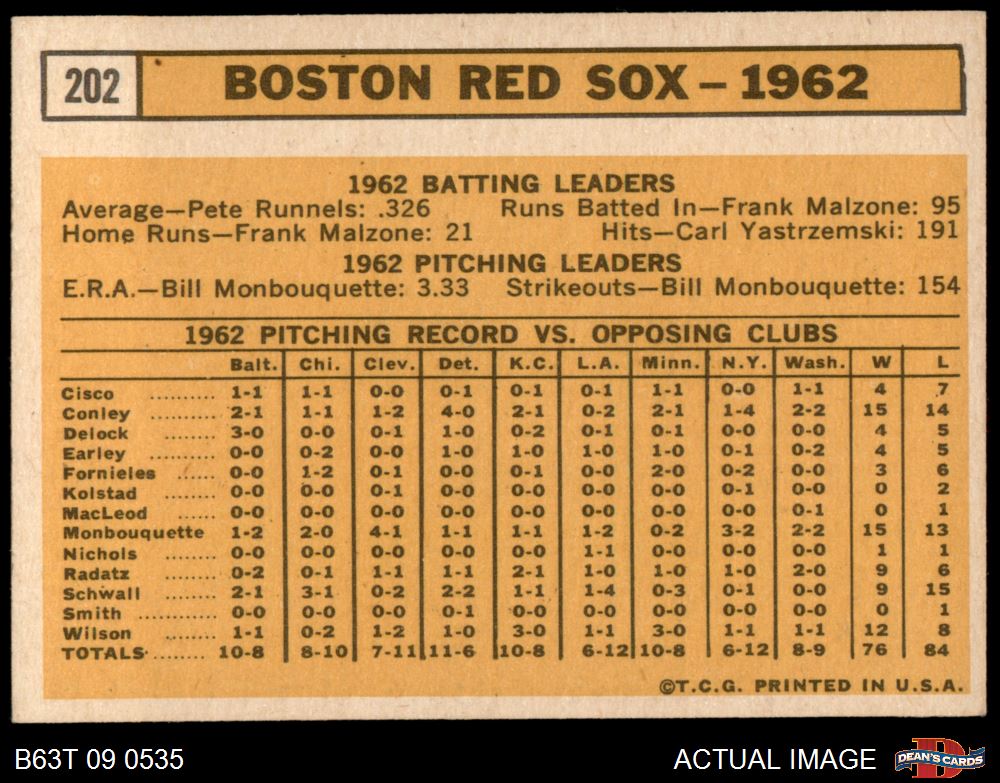 202 BOSTON RED SOX – 1962
1962 BATTING LEADERS
Average—Pete Runnels: .326 Runs Batted In—Frank Malzone: 95
Home Runs—Frank Malzone: 21 Hits—Carl Yastrzemski: 191
1962 PITCHING LEADERS
E.R.A.—Bill Monbouquette: 3.33 Strikeouts—Bill Monbouquette: 154
1962 PITCHING RECORD VS. OPPOSING CLUBS
Balt. Chi. Clev. Det. K.C. L.A. Minn. N.Y. Wash. W L
Cisco .......... 1-1 1-1 0-0 0-1 0-1 0-1 1-1 0-0 1-1 4 7
Conley .......... 2-1 1-1 1-2 4-0 2-1 0-2 2-1 1-4 2-2 15 14
Delock ........ 3-0 0-0 0-1 1-0 0-2 0-1 0-1 0-0 0-0 4 5
Earley .......... 0-0 0-2 0-0 1-0 1-0 1-0 1-0 0-1 0-2 4 5
Fornieles ...... 0-0 1-2 0-1 0-0 0-1 0-0 2-0 0-2 0-0 3 6
Kolstad ........ 0-0 0-0 0-1 0-0 0-0 0-0 0-0 0-1 0-0 0 2
MacLeod ...... 0-0 0-0 0-0 0-0 0-0 0-0 0-0 0-0 0-1 0 1
Monbouquette 1-2 2-0 4-1 1-1 1-1 1-2 0-2 3-2 2-2 15 13
Nichols ........ 0-0 0-0 0-0 0-0 0-0 1-1 0-0 0-0 0-0 1 1
Radatz ........ 0-2 0-1 1-1 1-1 2-1 1-0 1-0 1-0 2-0 9 6
Schwall ........ 2-1 3-1 0-2 2-2 1-1 1-4 0-3 0-1 0-0 9 15
Smith ............ 0-0 0-0 0-0 0-1 0-0 0-0 0-0 0-0 0-0 0 1
Wilson ........ 1-1 0-2 1-2 1-0 3-0 1-1 3-0 1-1 1-1 12 8
TOTALS ........ 10-8 8-10 7-11 11-6 10-8 6-12 10-8 6-12 8-9 76 84
©T.C.G. PRINTED IN U.S.A.
B63T 09 0535 ACTUAL IMAGE D DEAN'S CARDS